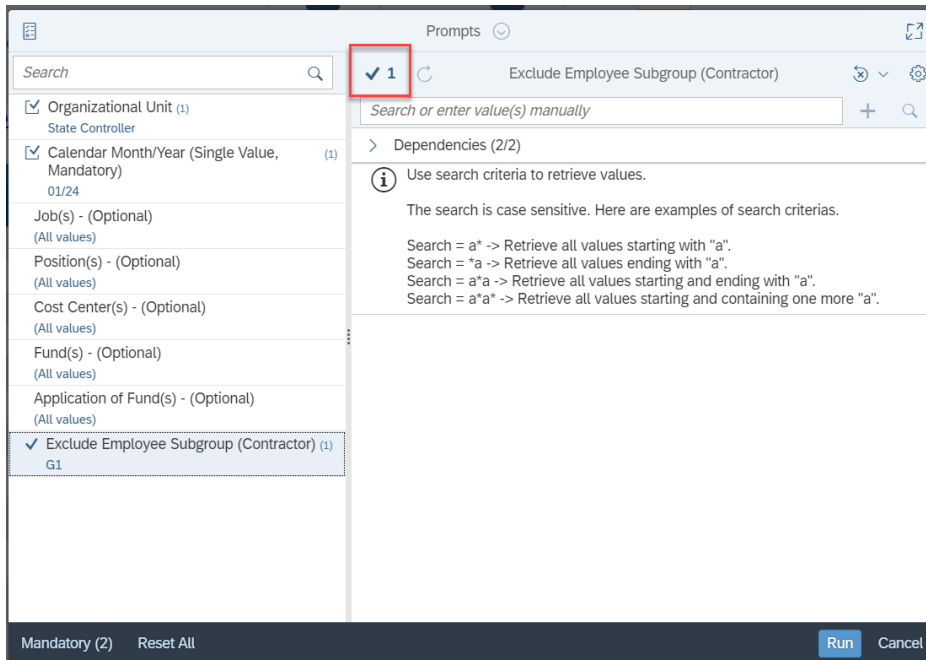 Prompts
Search
Organizational Unit (1)
State Controller
Calendar Month/Year (Single Value, (1)
Mandatory)
01/24
Job(s) - (Optional)
(All values)
Position(s) - (Optional)
(All values)
Cost Center(s) - (Optional)
(All values)
Fund(s) - (Optional)
(All values)
Application of Fund(s) - (Optional)
(All values)
Exclude Employee Subgroup (Contractor) (1)
G1
1
Exclude Employee Subgroup (Contractor)
Search or enter value(s) manually
Dependencies (2/2)
Use search criteria to retrieve values.
The search is case sensitive. Here are examples of search criterias.
Search = a* -> Retrieve all values starting with "a".
Search = *a -> Retrieve all values ending with "a".
Search = a*a -> Retrieve all values starting and ending with "a".
Search = a*a* -> Retrieve all values starting and containing one more "a".
Mandatory (2) Reset All
Run Cancel